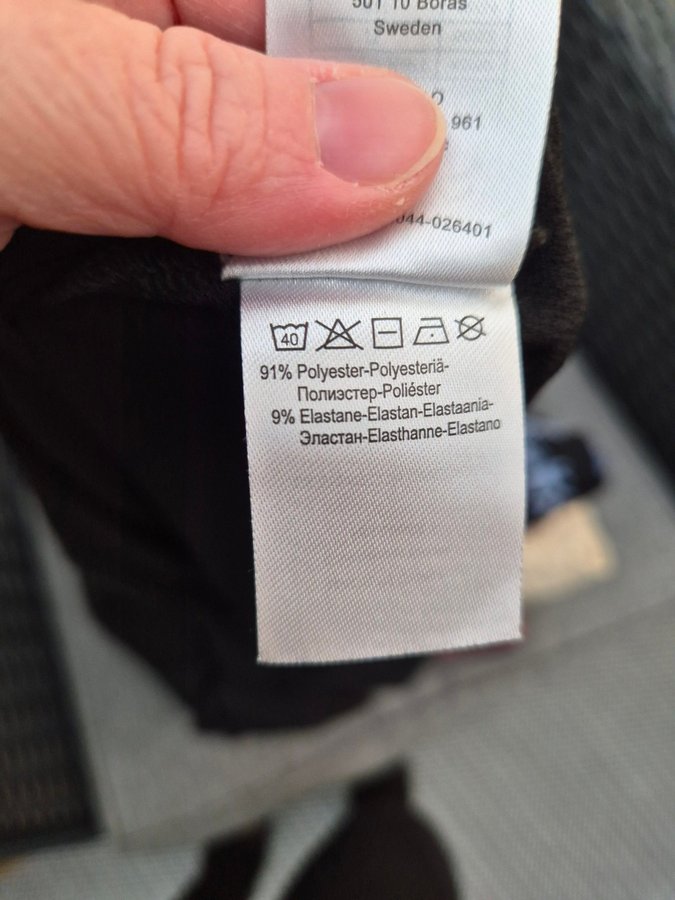 501 10 Borås
Sweden
961
044-026401
40
91% Polyester-Polyesteriä-
Полиэстер-Poliéster
9% Elastane-Elastan-Elastaania-
Эластан-Elasthanne-Elastano